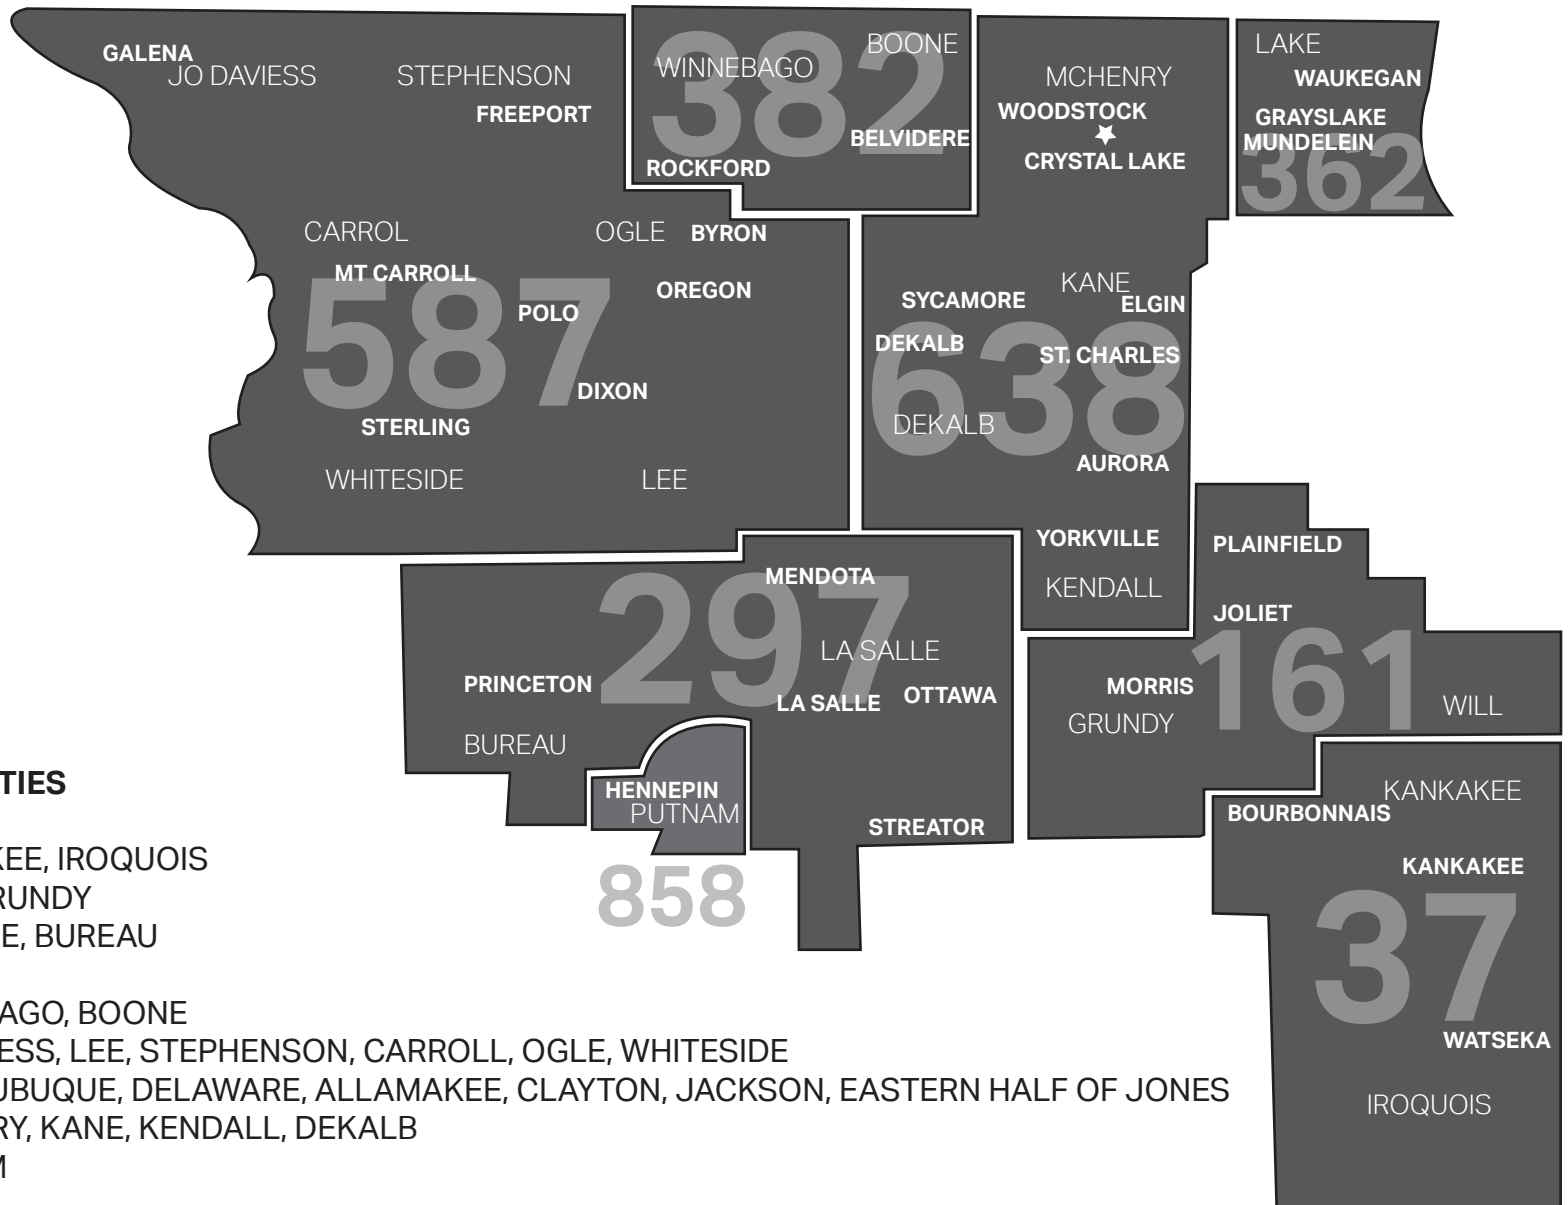 GALENA
JO DAVIESS
STEPHENSON
FREEPORT
382
WINNEBAGO
BOONE
BELVIDERE
ROCKFORD
MCHENRY
WOODSTOCK
CRYSTAL LAKE
LAKE
WAUKEGAN
GRAYSLAKE
MUNDELEIN
362
CARROL
OGLE
BYRON
MT CARROLL
OREGON
POLO
587
DIXON
STERLING
WHITESIDE
LEE
KANE
SYCAMORE
ELGIN
DEKALB
ST. CHARLES
638
DEKALB
AURORA
YORKVILLE
KENDALL
PLAINFIELD
JOLIET
161
MORRIS
GRUNDY
WILL
MENDOTA
297
LA SALLE
PRINCETON
LA SALLE
OTTAWA
BUREAU
HENNEPIN
PUTNAM
STREATOR
858
KANKAKEE
BOURBONNAIS
KANKAKEE
37
WATSEKA
IROQUOIS
TIES
KEE, IROQUOIS
RUNDY
E, BUREAU
AGO, BOONE
ESS, LEE, STEPHENSON, CARROLL, OGLE, WHITESIDE
UBUQUE, DELAWARE, ALLAMAKEE, CLAYTON, JACKSON, EASTERN HALF OF JONES
RY, KANE, KENDALL, DEKALB
M